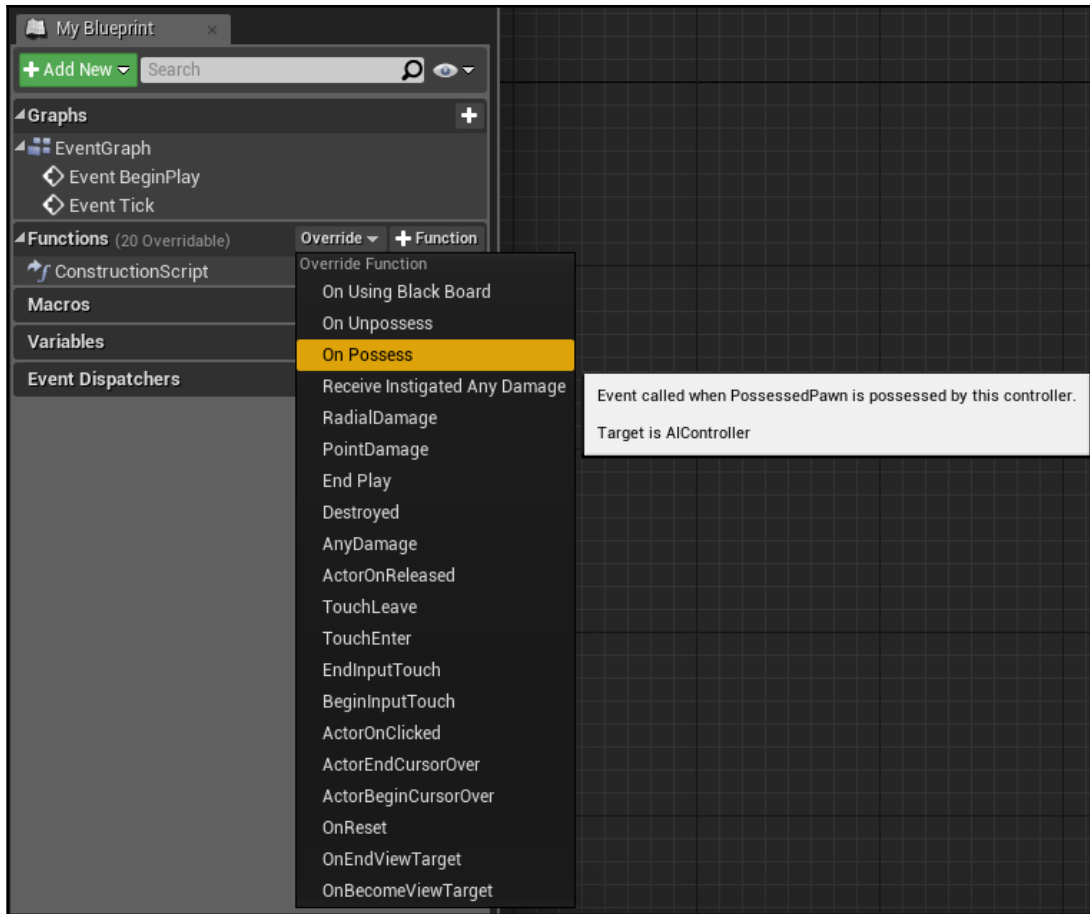 My Blueprint
Add New
Search
Graphs
EventGraph
Event BeginPlay
Event Tick
Functions (20 Overridable) Override Function
ConstructionScript
Macros
Variables
Event Dispatchers
Override Function
On Using Black Board
On Unpossess
On Possess
Receive Instigated Any Damage
RadialDamage
PointDamage
End Play
Destroyed
AnyDamage
ActorOnReleased
TouchLeave
TouchEnter
EndInputTouch
BeginInputTouch
ActorOnClicked
ActorEndCursorOver
ActorBeginCursorOver
OnReset
OnEndViewTarget
OnBecomeViewTarget
Event called when PossessedPawn is possessed by this controller.
Target is AIController